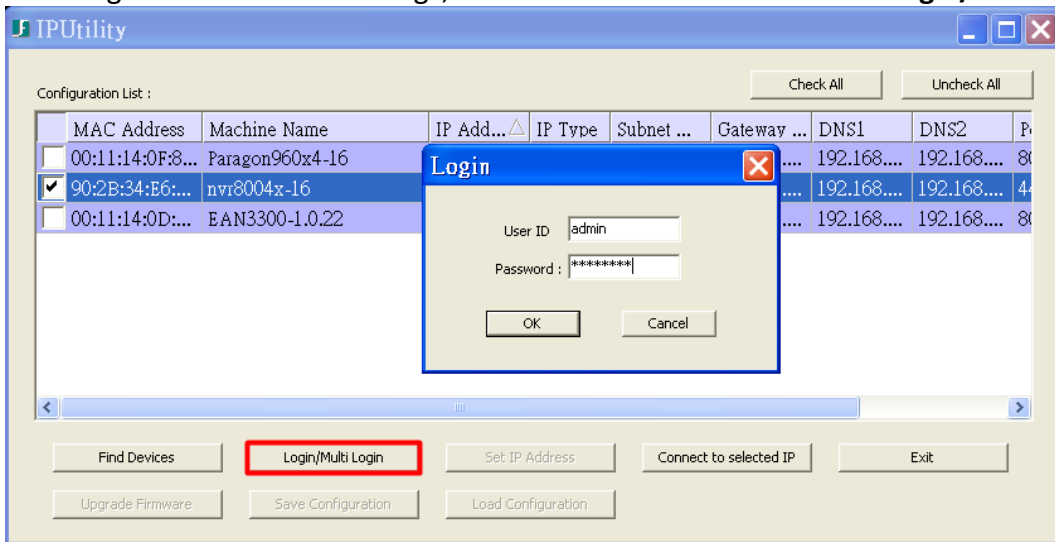 IPUtility
Configuration List :
Check All
Uncheck All
MAC Address Machine Name IP Add... IP Type Subnet ... Gateway ... DNS1 DNS2
00:11:14:0F:8... Paragon960x4-16 .... 192.168.... 192.168....
90:2B:34:E6:... nvr8004x-16 .... 192.168.... 192.168....
00:11:14:0D:... EAN3300-1.0.22 .... 192.168.... 192.168....
Login
User ID admin
Password : ********
OK Cancel
Find Devices Login/Multi Login Set IP Address Connect to selected IP Exit
Upgrade Firmware Save Configuration Load Configuration